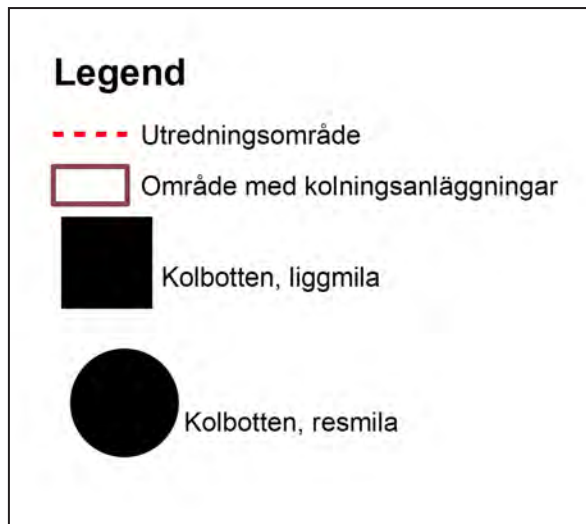 Legend
Utredningsområde
Område med kolningsanläggningar
Kolbotten, liggmila
Kolbotten, resmila